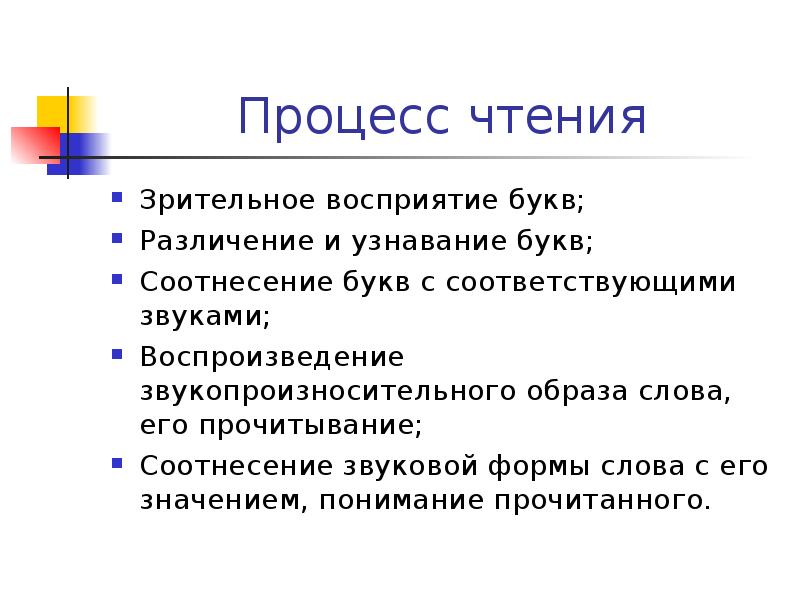 Процесс чтения
Зрительное восприятие букв;
Различение и узнавание букв;
Соотнесение букв с соответствующими
звуками;
Воспроизведение
звукопроизносительного образа слова,
его прочитывание;
Соотнесение звуковой формы слова с его
значением, понимание прочитанного.